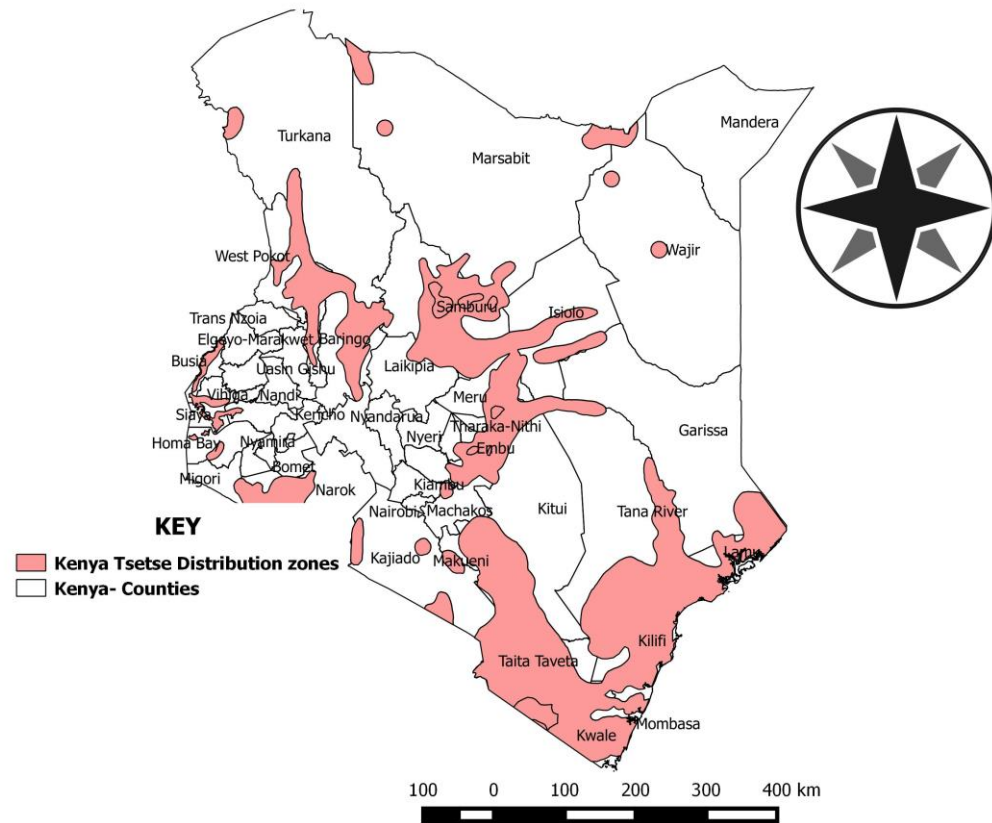 Mandera
Turkana
Marsabit
Wajir
West Pokot
Samburu
Isiolo
Trans Nzoia
Elgeyo-Marakwet
Baringo
Busia
Uasin Gishu
Laikipia
Vihiga
Nandi
Meru
Siaya
Kericho
Nyandarua
Tharaka-Nithi
Garissa
Homa Bay
Nyamira
Nyeri
Embu
Bomet
Migori
Narok
Kiambu
Nairobi
Machakos
Kitui
Tana River
KEY
Kajiado
Makueni
Lamu
Kenya Tsetse Distribution zones
Kenya- Counties
Kilifi
Taita Taveta
Mombasa
Kwale
100 0 100 200 300 400 km